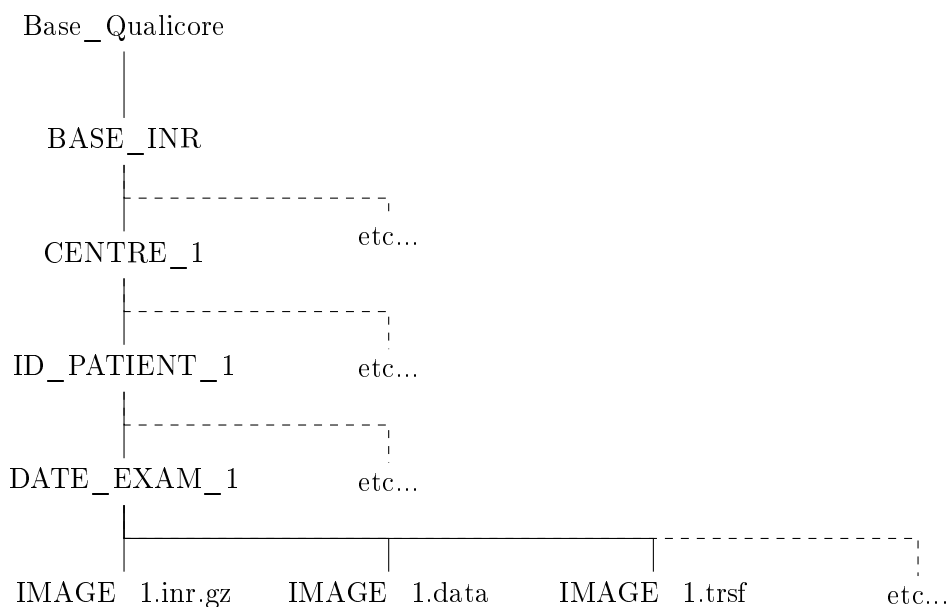 Base_Qualicore
BASE_INR
etc...
CENTRE_1
ID_PATIENT_1
etc...
DATE_EXAM_1
etc...
IMAGE_1.inr.gz IMAGE_1.data IMAGE_1.trsf etc...